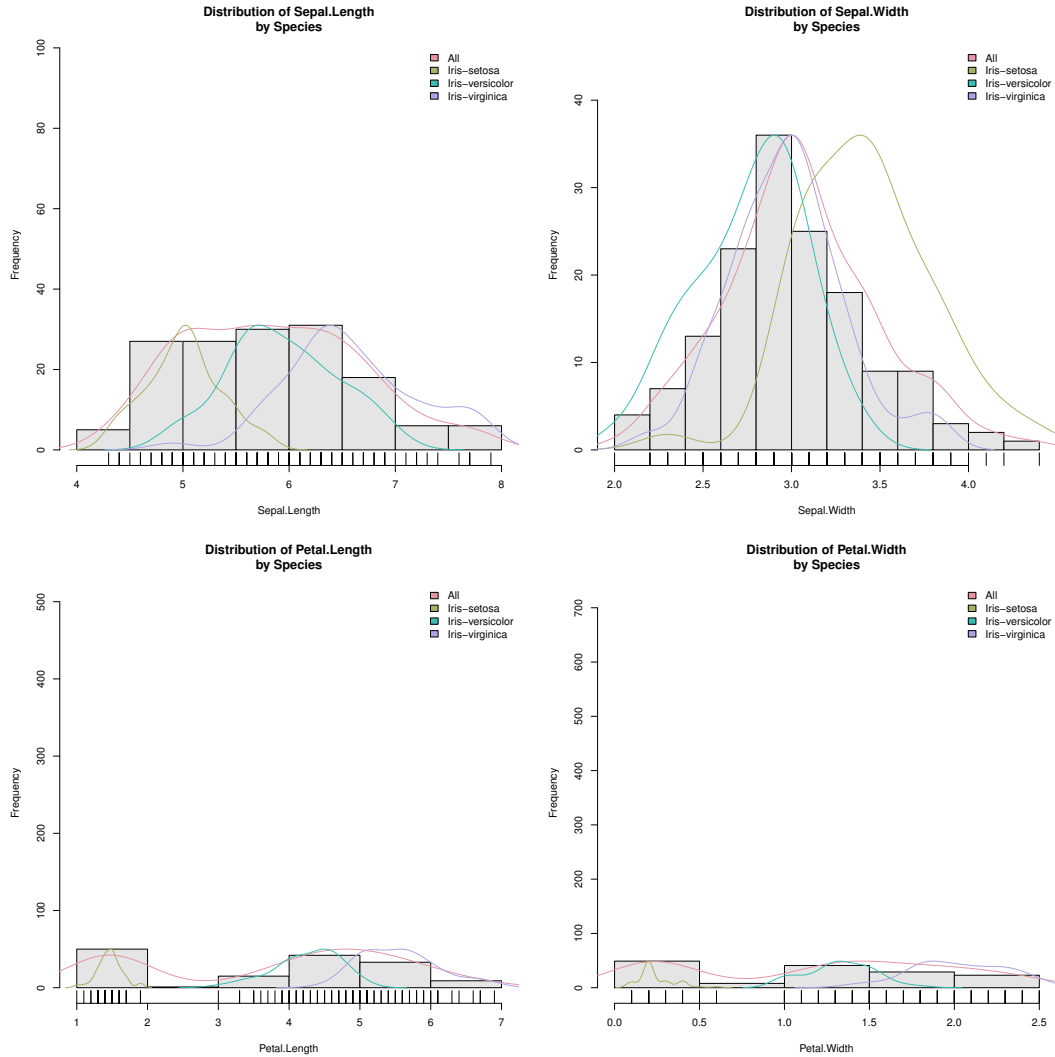 Distribution of Sepal.Length
by Species
All
Iris−setosa
Iris−versicolor
Iris−virginica
Frequency
0
20
40
60
80
100
4
5
6
7
8
Sepal.Length
Distribution of Sepal.Width
by Species
All
Iris−setosa
Iris−versicolor
Iris−virginica
Frequency
0
10
20
30
40
2.0
2.5
3.0
3.5
4.0
Sepal.Width
Distribution of Petal.Length
by Species
All
Iris−setosa
Iris−versicolor
Iris−virginica
Frequency
0
100
200
300
400
500
1
2
3
4
5
6
7
Petal.Length
Distribution of Petal.Width
by Species
All
Iris−setosa
Iris−versicolor
Iris−virginica
Frequency
0
100
200
300
400
500
600
700
0.0
0.5
1.0
1.5
2.0
2.5
Petal.Width